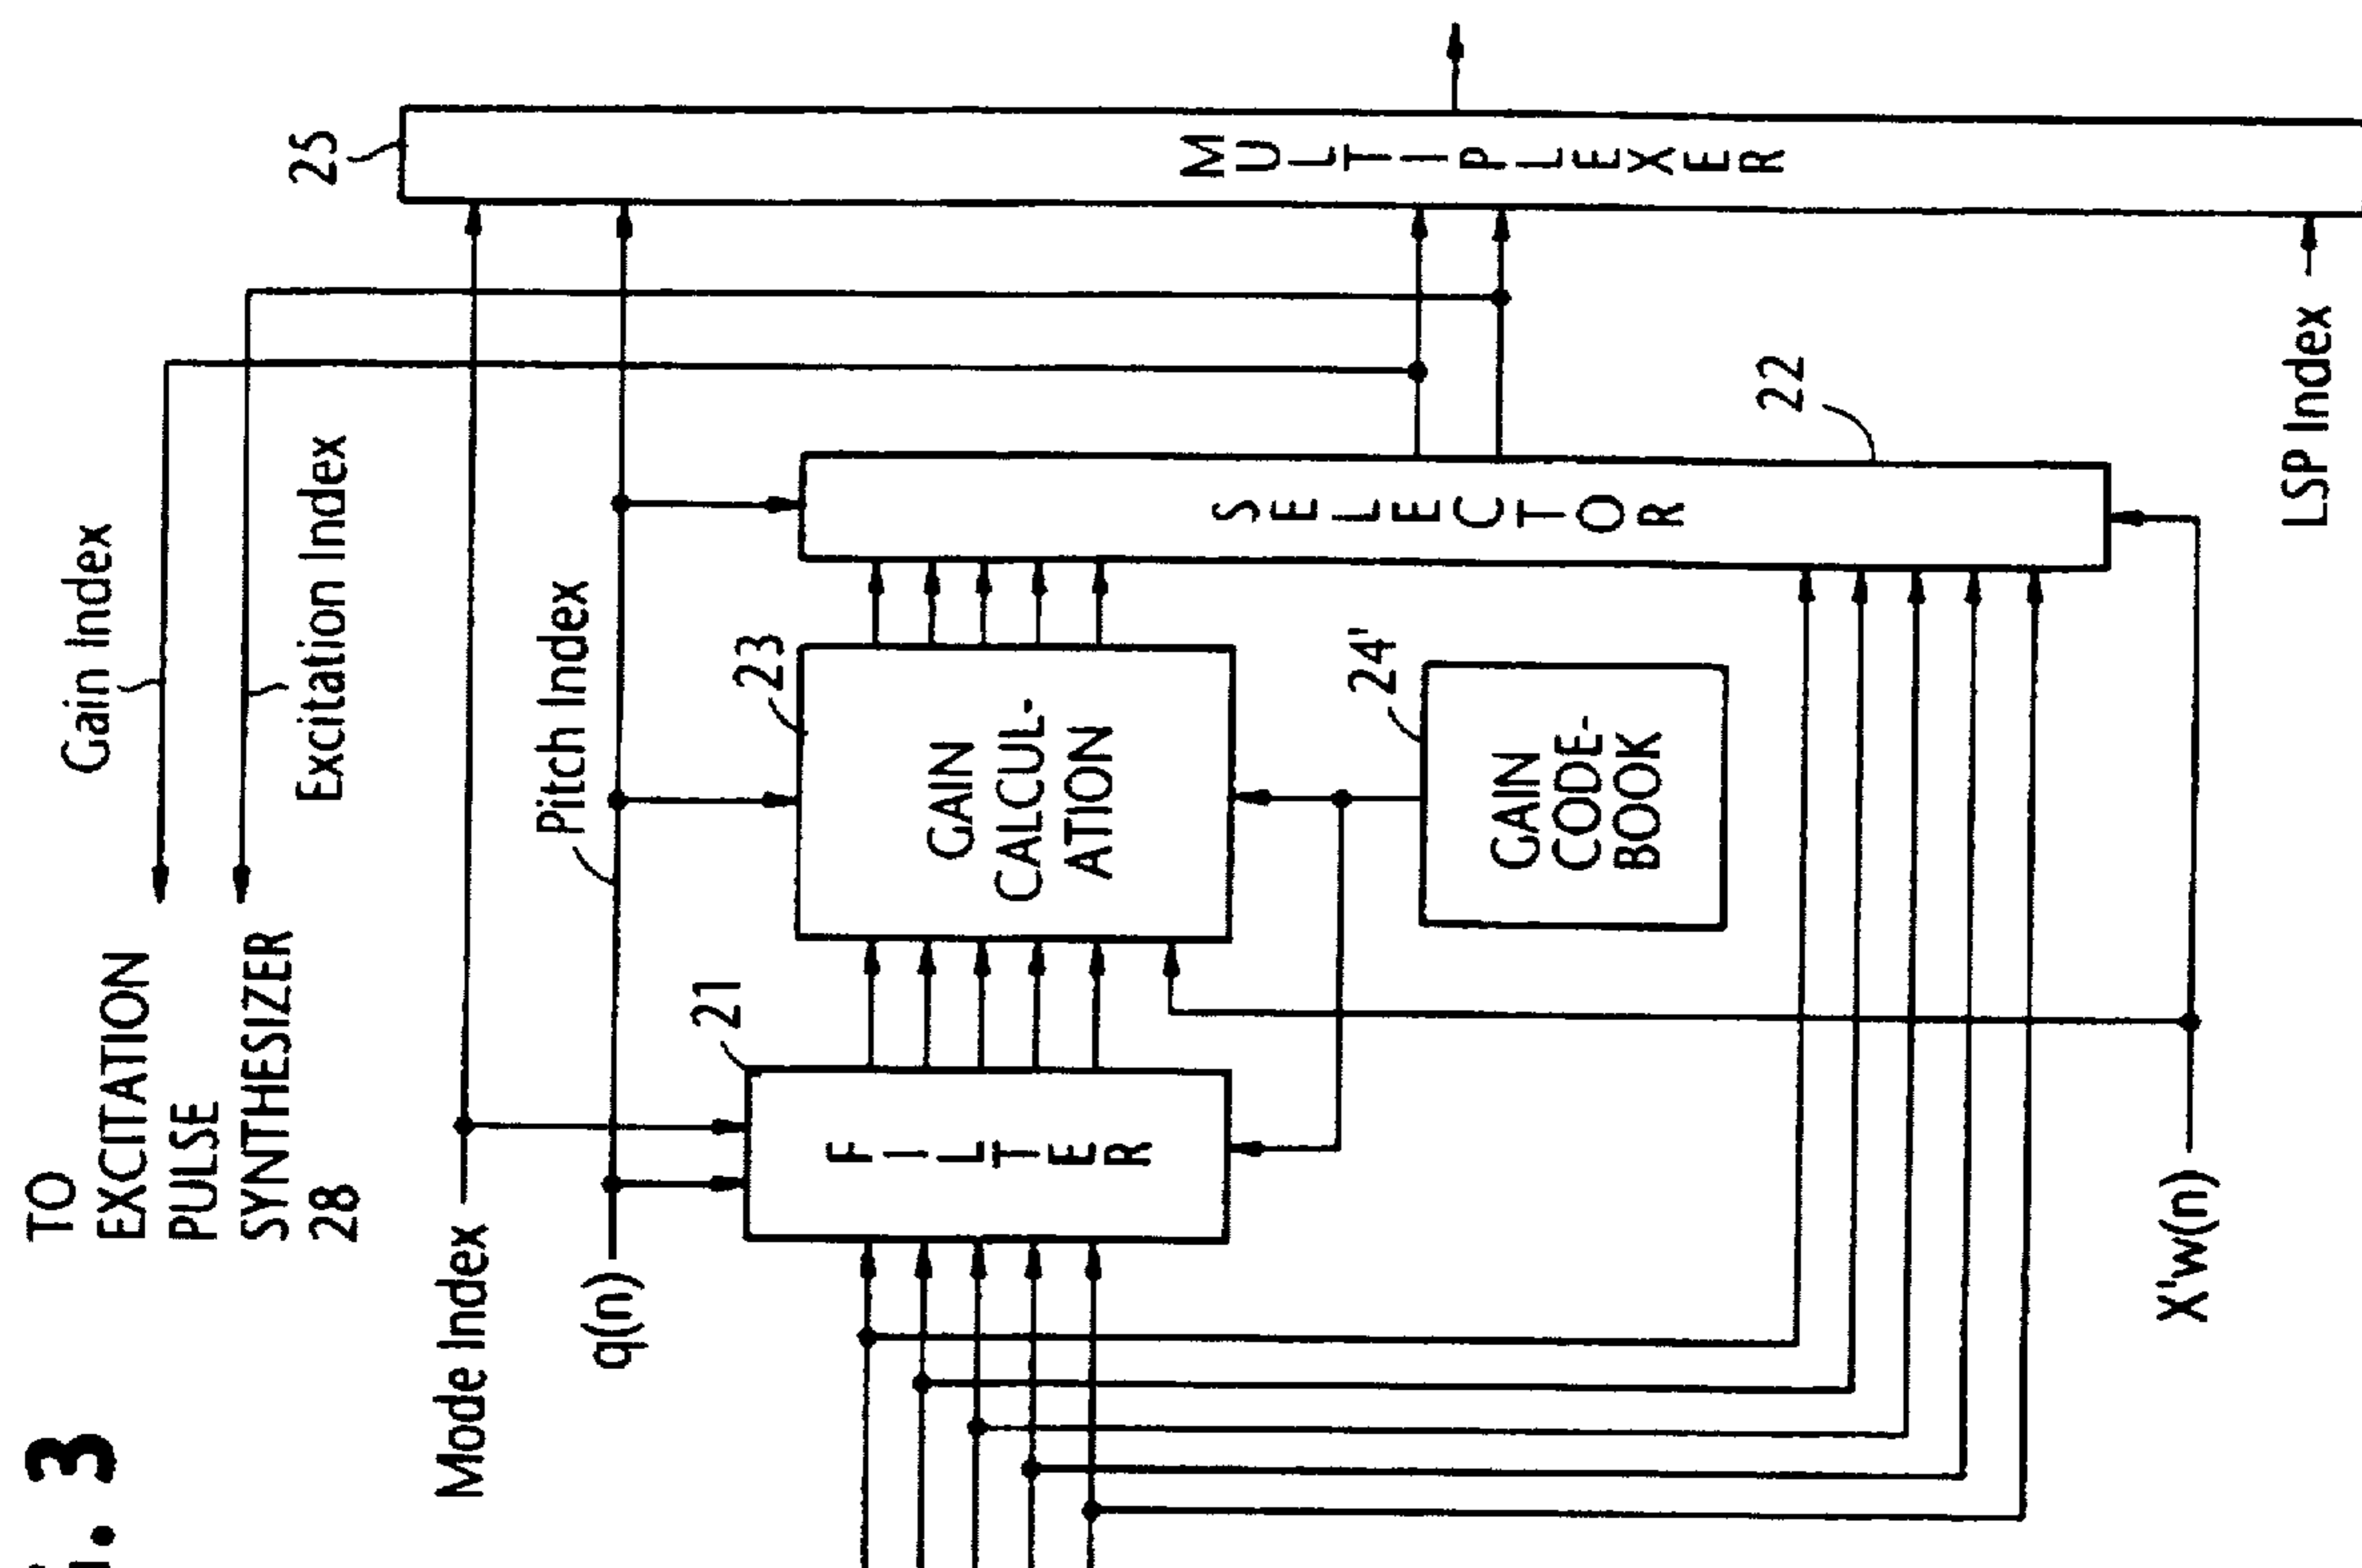 TO
EXCITATION
PULSE
SYNTHESIZER
28
Gain Index
Excitation Index
Mode Index
q(n)
Pitch Index
21
FILTER
23
GAIN
CALCUL-
ATION
24'
GAIN
CODE-
BOOK
22
SELECTOR
25
MULTIPLEXER
X'w(n)
LSP Index
. 3